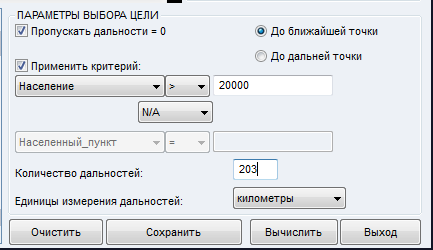 ПАРАМЕТРЫ ВЫБОРА ЦЕЛИ
Пропускать дальности = 0
До ближайшей точки
До дальней точки
Применить критерий:
Население > 20000
N/A
Населенный_пункт =
Количество дальностей: 203
Единицы измерения дальностей: километры
Очистить Сохранить Вычислить Выход